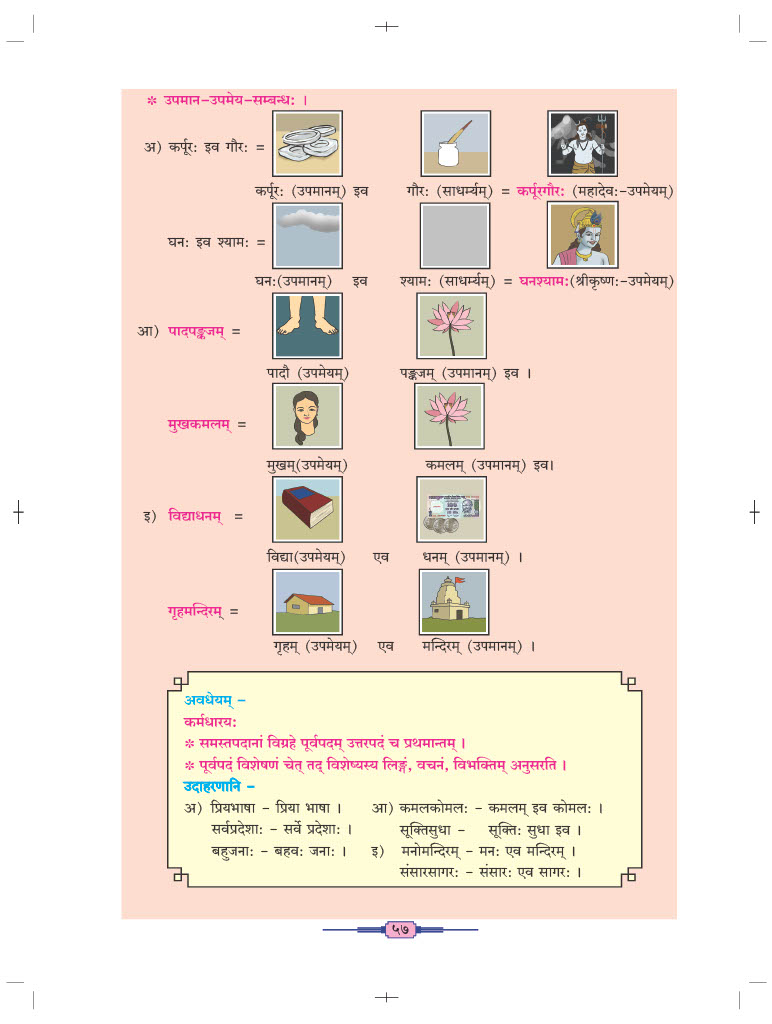 ❉ उपमान-उपमेय-सम्बन्धः ।
अ) कर्पूरः इव गौरः =
कर्पूरः (उपमानम्) इव गौरः (साधर्म्यम्) = कर्पूरगौरः (महादेवः-उपमेयम्)
घनः इव श्यामः =
घनः(उपमानम्) इव श्यामः (साधर्म्यम्) = घनश्यामः(श्रीकृष्णः-उपमेयम्)
आ) पादपङ्कजम् =
पादौ (उपमेयम्) पङ्कजम् (उपमानम्) इव ।
मुखकमलम् =
मुखम्(उपमेयम्) कमलम् (उपमानम्) इव।
इ) विद्याधनम् =
विद्या(उपमेयम्) एव धनम् (उपमानम्) ।
गृहमन्दिरम् =
गृहम् (उपमेयम्) एव मन्दिरम् (उपमानम्) ।
अवधेयम् -
कर्मधारयः
❉ समस्तपदानां विग्रहे पूर्वपदम् उत्तरपदं च प्रथमान्तम् ।
❉ पूर्वपदं विशेषणं चेत् तद् विशेष्यस्य लिङ्गं, वचनं, विभक्तिम् अनुसरति ।
उदाहरणानि -
अ) प्रियभाषा - प्रिया भाषा । आ) कमलकोमलः - कमलम् इव कोमलः ।
सर्वप्रदेशाः - सर्वे प्रदेशाः । सूक्तिसुधा - सूक्तिः सुधा इव ।
बहुजनाः - बहवः जनाः । इ) मनोमन्दिरम् - मनः एव मन्दिरम् ।
संसारसागरः - संसारः एव सागरः ।
५७